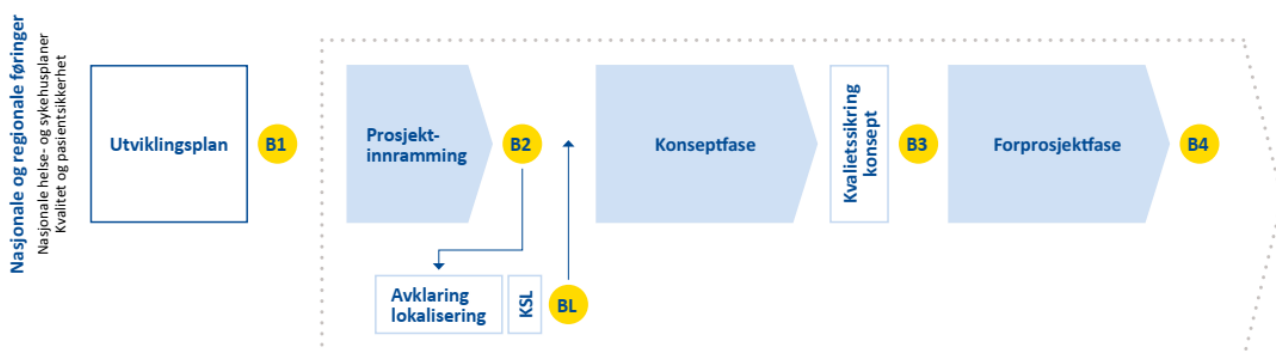 Nasjonale og regionale føringer
Nasjonale helse- og sykehusplaner
Kvalitet og pasientsikkerhet
Utviklingsplan
B1
Prosjekt-
innramming
B2
Avklaring
lokalisering
KSL
BL
Konseptfase
Kvalietssikring
konsept
B3
Forprosjektfase
B4